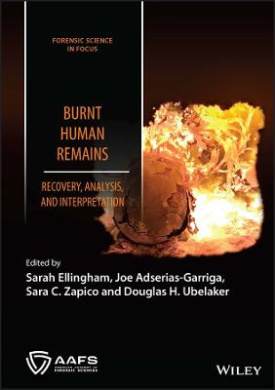 FORENSIC SCIENCE
IN FOCUS
BURNT
HUMAN
REMAINS
RECOVERY, ANALYSIS,
AND INTERPRETATION
Edited by
Sarah Ellingham, Joe Adserias-Garriga,
Sara C. Zapico and Douglas H. Ubelaker
AAFS
AMERICAN ACADEMY OF
FORENSIC SCIENCES
WILEY